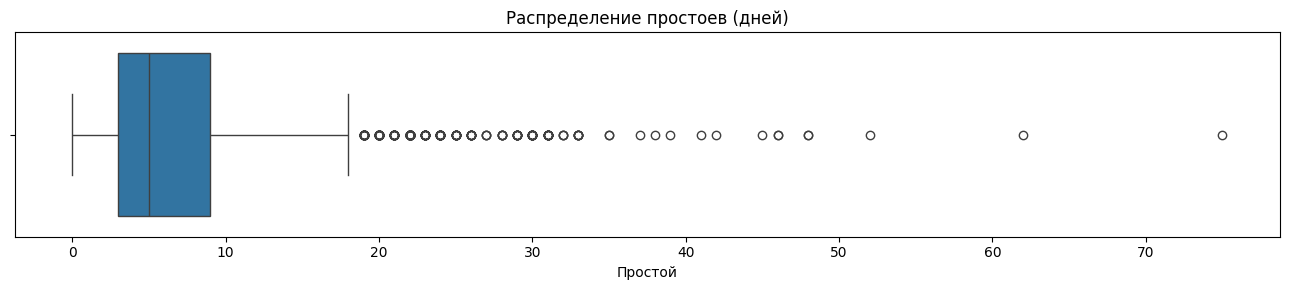 Распределение простоев (дней)
0 10 20 30 40 50 60 70
Простой